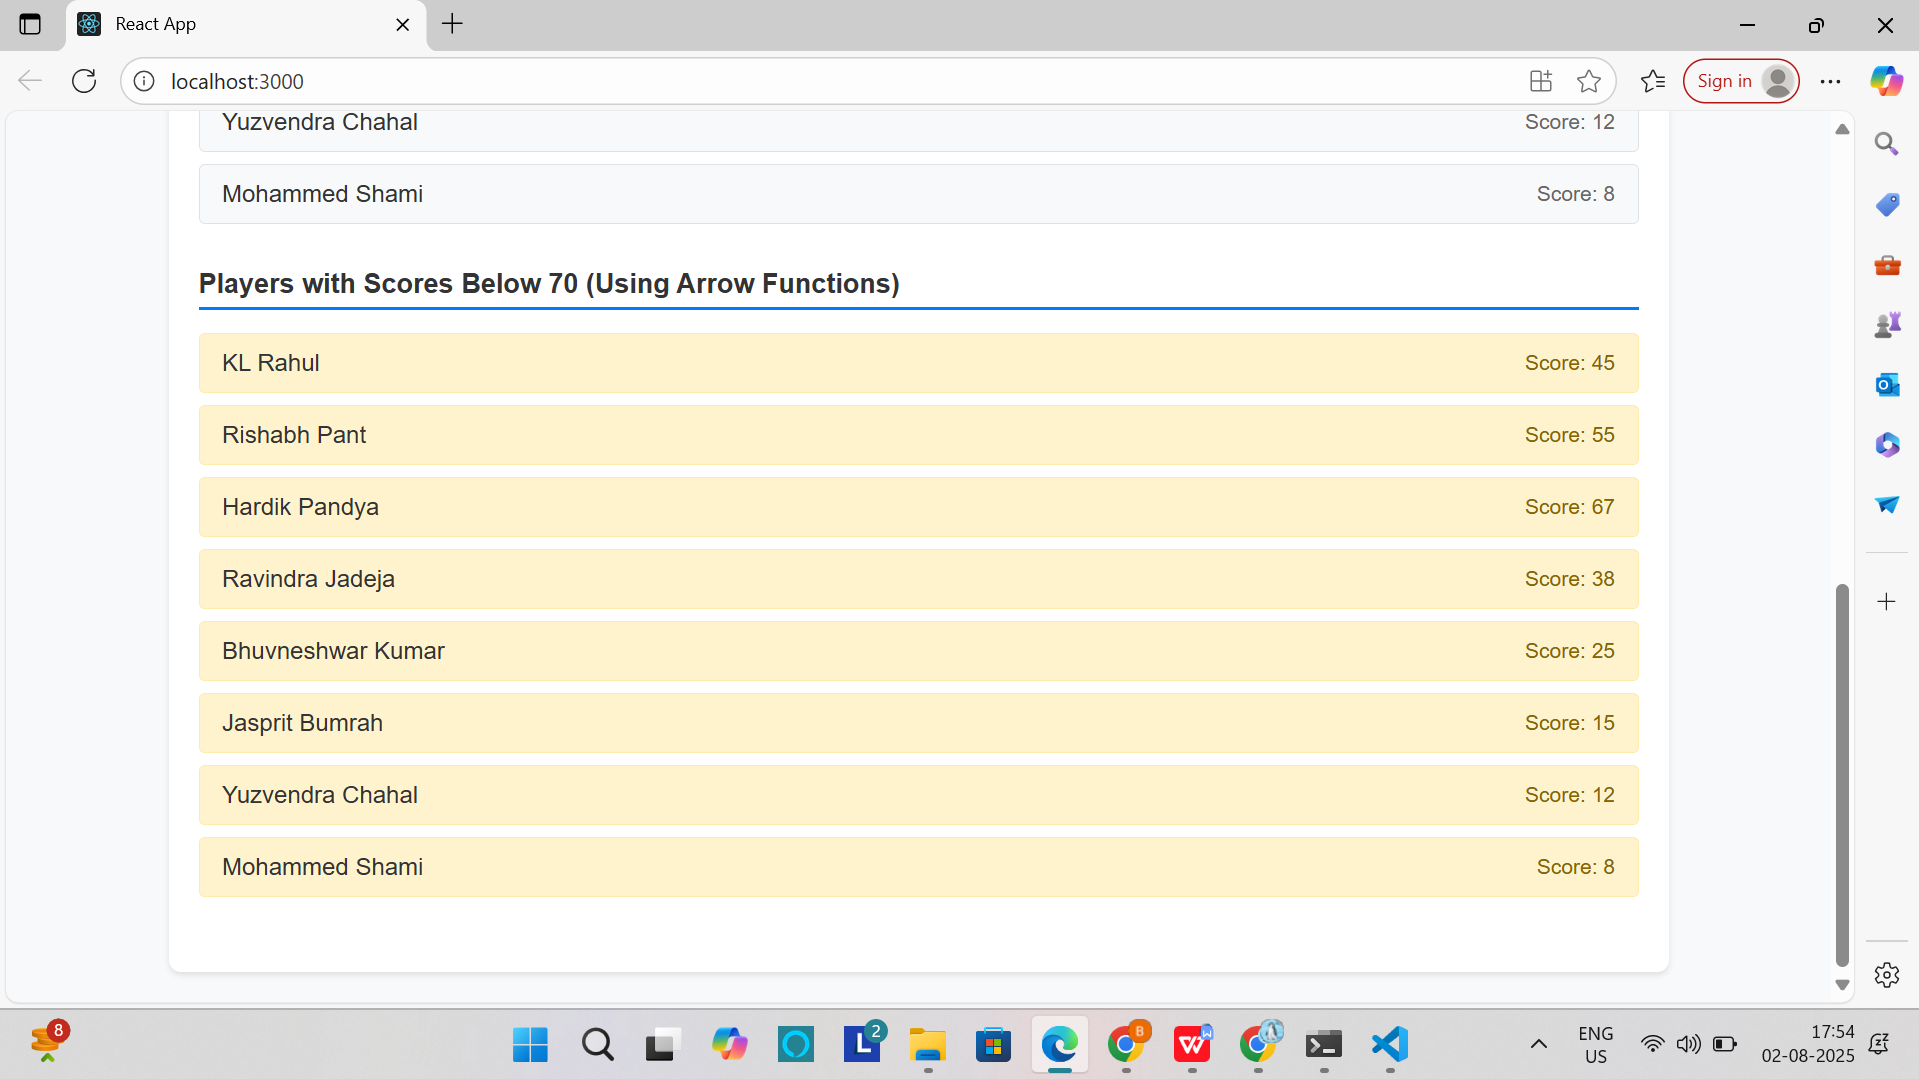 React App
localhost:3000
Sign in
Yuzvendra Chahal Score: 12
Mohammed Shami Score: 8
Players with Scores Below 70 (Using Arrow Functions)
KL Rahul Score: 45
Rishabh Pant Score: 55
Hardik Pandya Score: 67
Ravindra Jadeja Score: 38
Bhuvneshwar Kumar Score: 25
Jasprit Bumrah Score: 15
Yuzvendra Chahal Score: 12
Mohammed Shami Score: 8
8
L 2
B
W
W
ENG
US
17:54
02-08-2025